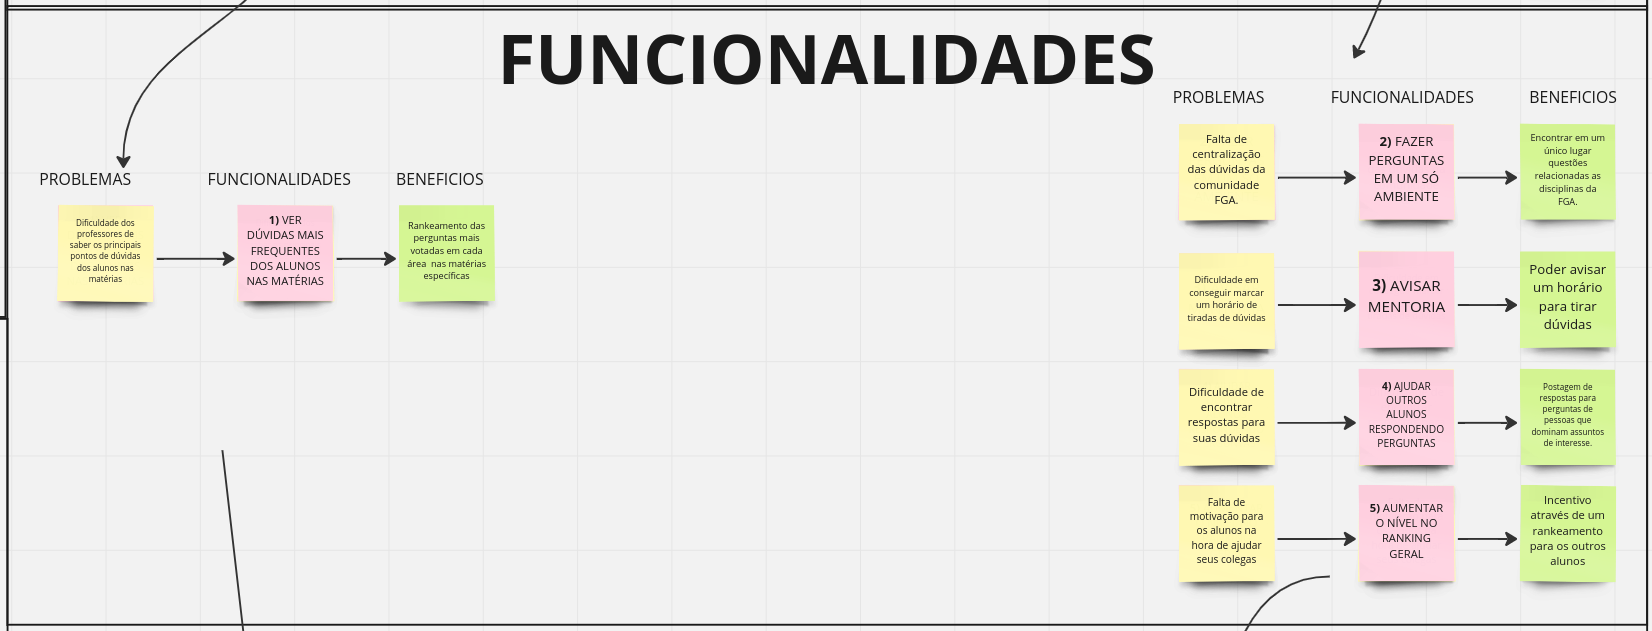 FUNCIONALIDADES
PROBLEMAS
FUNCIONALIDADES
BENEFICIOS
Dificuldade dos
professores de
saber os principais
pontos de dúvidas
dos alunos nas
matérias
1) VER
DÚVIDAS MAIS
FREQUENTES
DOS ALUNOS
NAS MATÉRIAS
Rankeamento das
perguntas mais
votadas em cada
área nas matérias
específicas
PROBLEMAS
FUNCIONALIDADES
BENEFICIOS
Falta de
centralização
das dúvidas da
comunidade
FGA.
2) FAZER
PERGUNTAS
EM UM SÓ
AMBIENTE
Encontrar em um
único lugar
questões
relacionadas as
disciplinas da
FGA.
Dificuldade em
conseguir marcar
um horário de
tiradas de dúvidas
3) AVISAR
MENTORIA
Poder avisar
um horário
para tirar
dúvidas
Dificuldade de
encontrar
respostas para
suas dúvidas
4) AJUDAR
OUTROS
ALUNOS
RESPONDENDO
PERGUNTAS
Postagem de
respostas para
perguntas de
pessoas que
dominam assuntos
de interesse.
Falta de
motivação para
os alunos na
hora de ajudar
seus colegas
5) AUMENTAR
O NÍVEL NO
RANKING
GERAL
Incentivo
através de um
rankeamento
para os outros
alunos